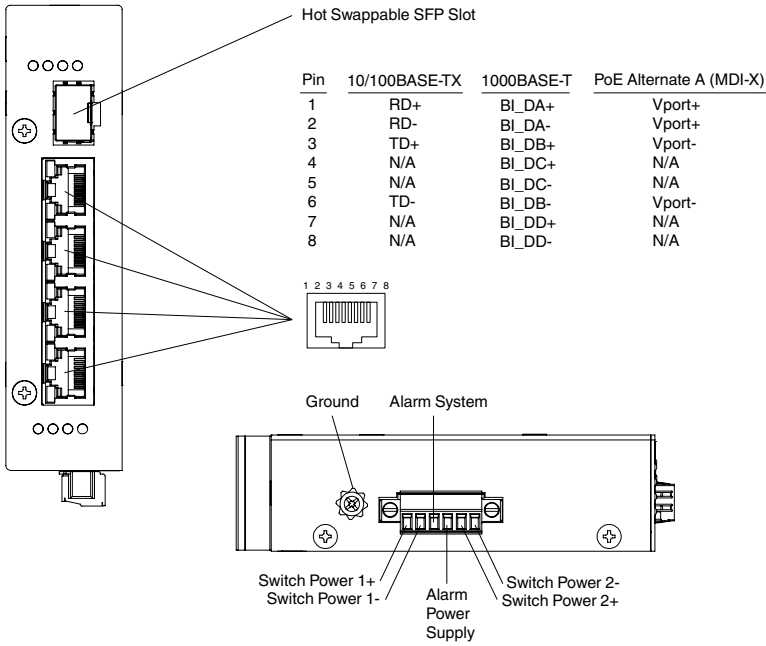 Hot Swappable SFP Slot
Pin 10/100BASE-TX 1000BASE-T PoE Alternate A (MDI-X)
1 RD+ BI_DA+ Vport+
2 RD- BI_DA- Vport+
3 TD+ BI_DB+ Vport-
4 N/A BI_DC+ N/A
5 N/A BI_DC- N/A
6 TD- BI_DB- Vport-
7 N/A BI_DD+ N/A
8 N/A BI_DD- N/A
1 2 3 4 5 6 7 8
Ground Alarm System
Switch Power 1+
Switch Power 1-
Alarm
Power
Supply
Switch Power 2-
Switch Power 2+